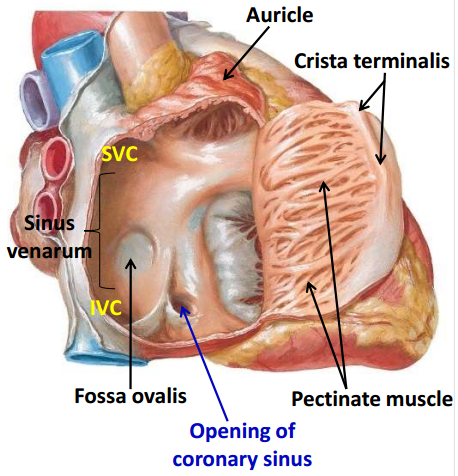 Auricle
Crista terminalis
SVC
Sinus
venarum
IVC
Fossa ovalis
Pectinate muscle
Opening of
coronary sinus